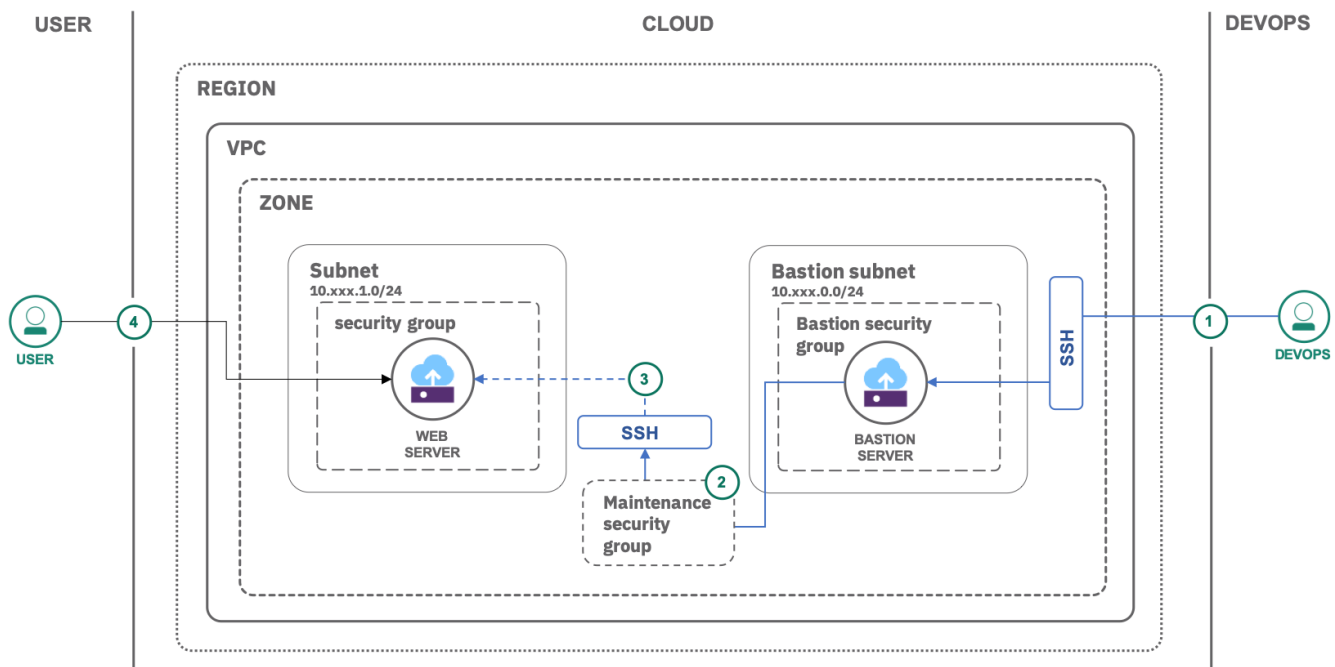 USER
CLOUD
DEVOPS
REGION
VPC
ZONE
Subnet
10.xxx.1.0/24
security group
WEB
SERVER
Bastion subnet
10.xxx.0.0/24
Bastion security
group
BASTION
SERVER
SSH
1
DEVOPS
4
USER
3
SSH
2
Maintenance
security
group